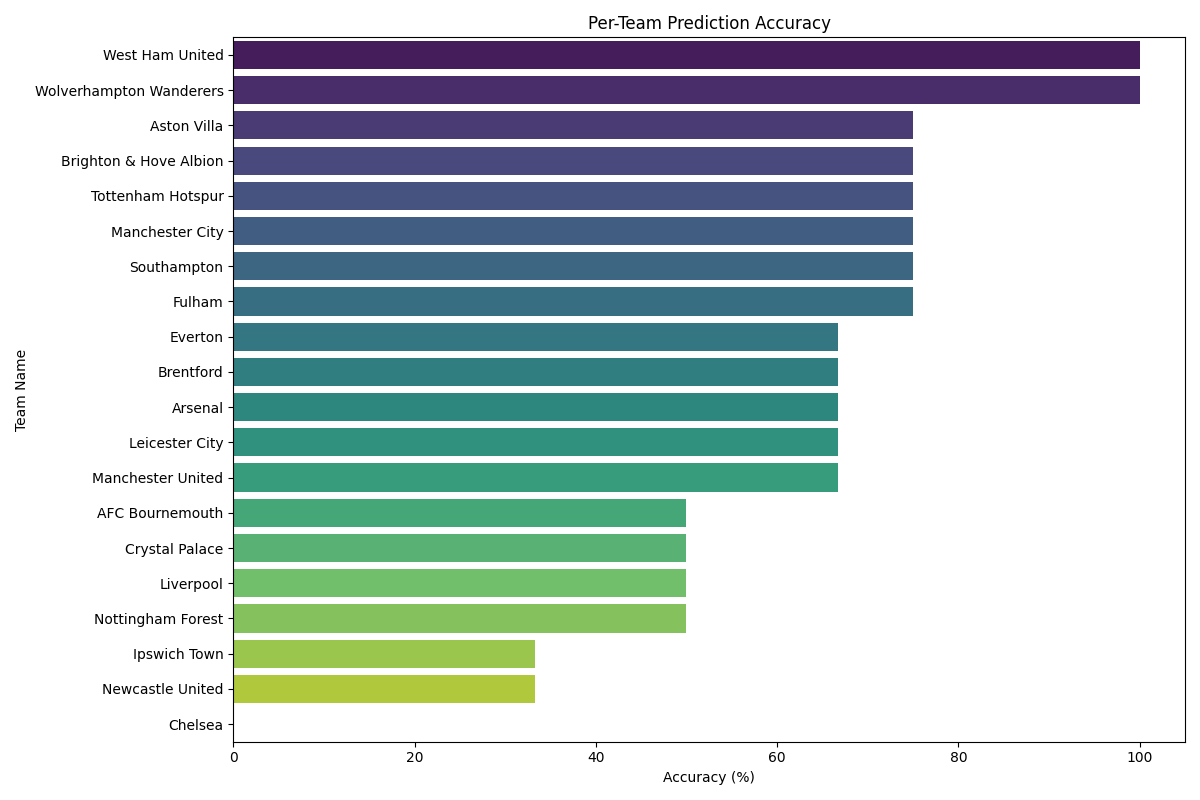 Per-Team Prediction Accuracy
Team Name
West Ham United
Wolverhampton Wanderers
Aston Villa
Brighton & Hove Albion
Tottenham Hotspur
Manchester City
Southampton
Fulham
Everton
Brentford
Arsenal
Leicester City
Manchester United
AFC Bournemouth
Crystal Palace
Liverpool
Nottingham Forest
Ipswich Town
Newcastle United
Chelsea
0 20 40 60 80 100
Accuracy (%)